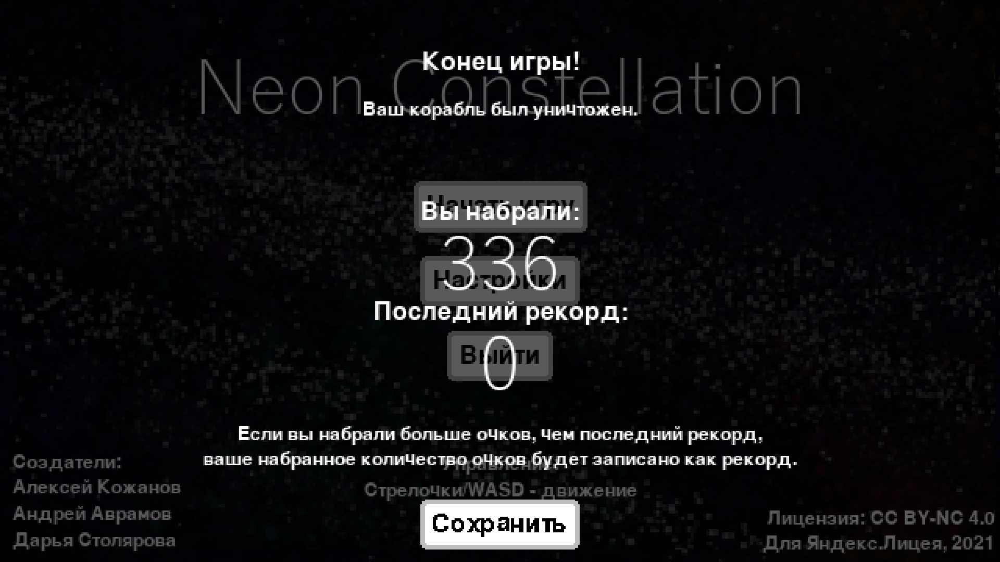 Конец игры!
Neon Constellation
Ваш корабль был уничтожен.
Начать игру
Вы набрали:
336
Настройки
Последний рекорд:
Выйти
0
Если вы набрали больше очков, чем последний рекорд,
ваше набранное количество очков будет записано как рекорд.
Управление:
Стрелочки/WASD - движение
Сохранить
Создатели:
Алексей Кожанов
Андрей Аврамов
Дарья Столярова
Лицензия: CC BY-NC 4.0
Для Яндекс.Лицея, 2021